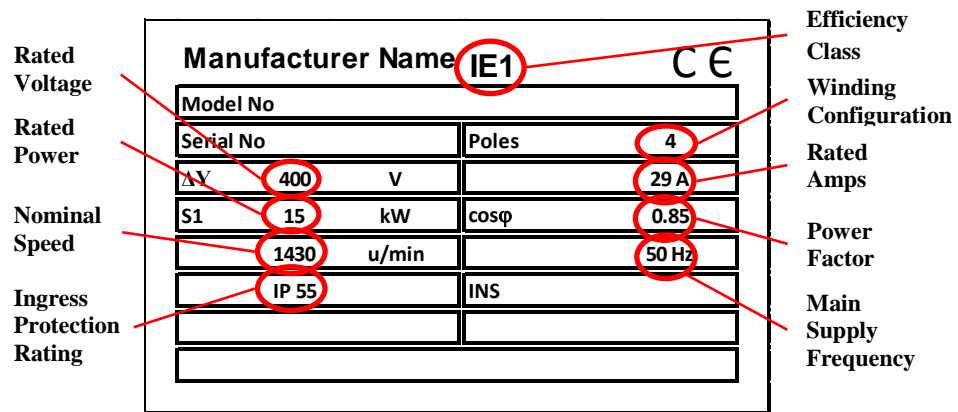 Rated
Voltage
Rated
Power
Nominal
Speed
Ingress
Protection
Rating
Manufacturer Name IE1 C Є
Model No
Serial No Poles 4
ΔY 400 V 29 A
S1 15 kW cosφ 0.85
1430 u/min 50 Hz
IP 55 INS
Efficiency
Class
Winding
Configuration
Rated
Amps
Power
Factor
Main
Supply
Frequency